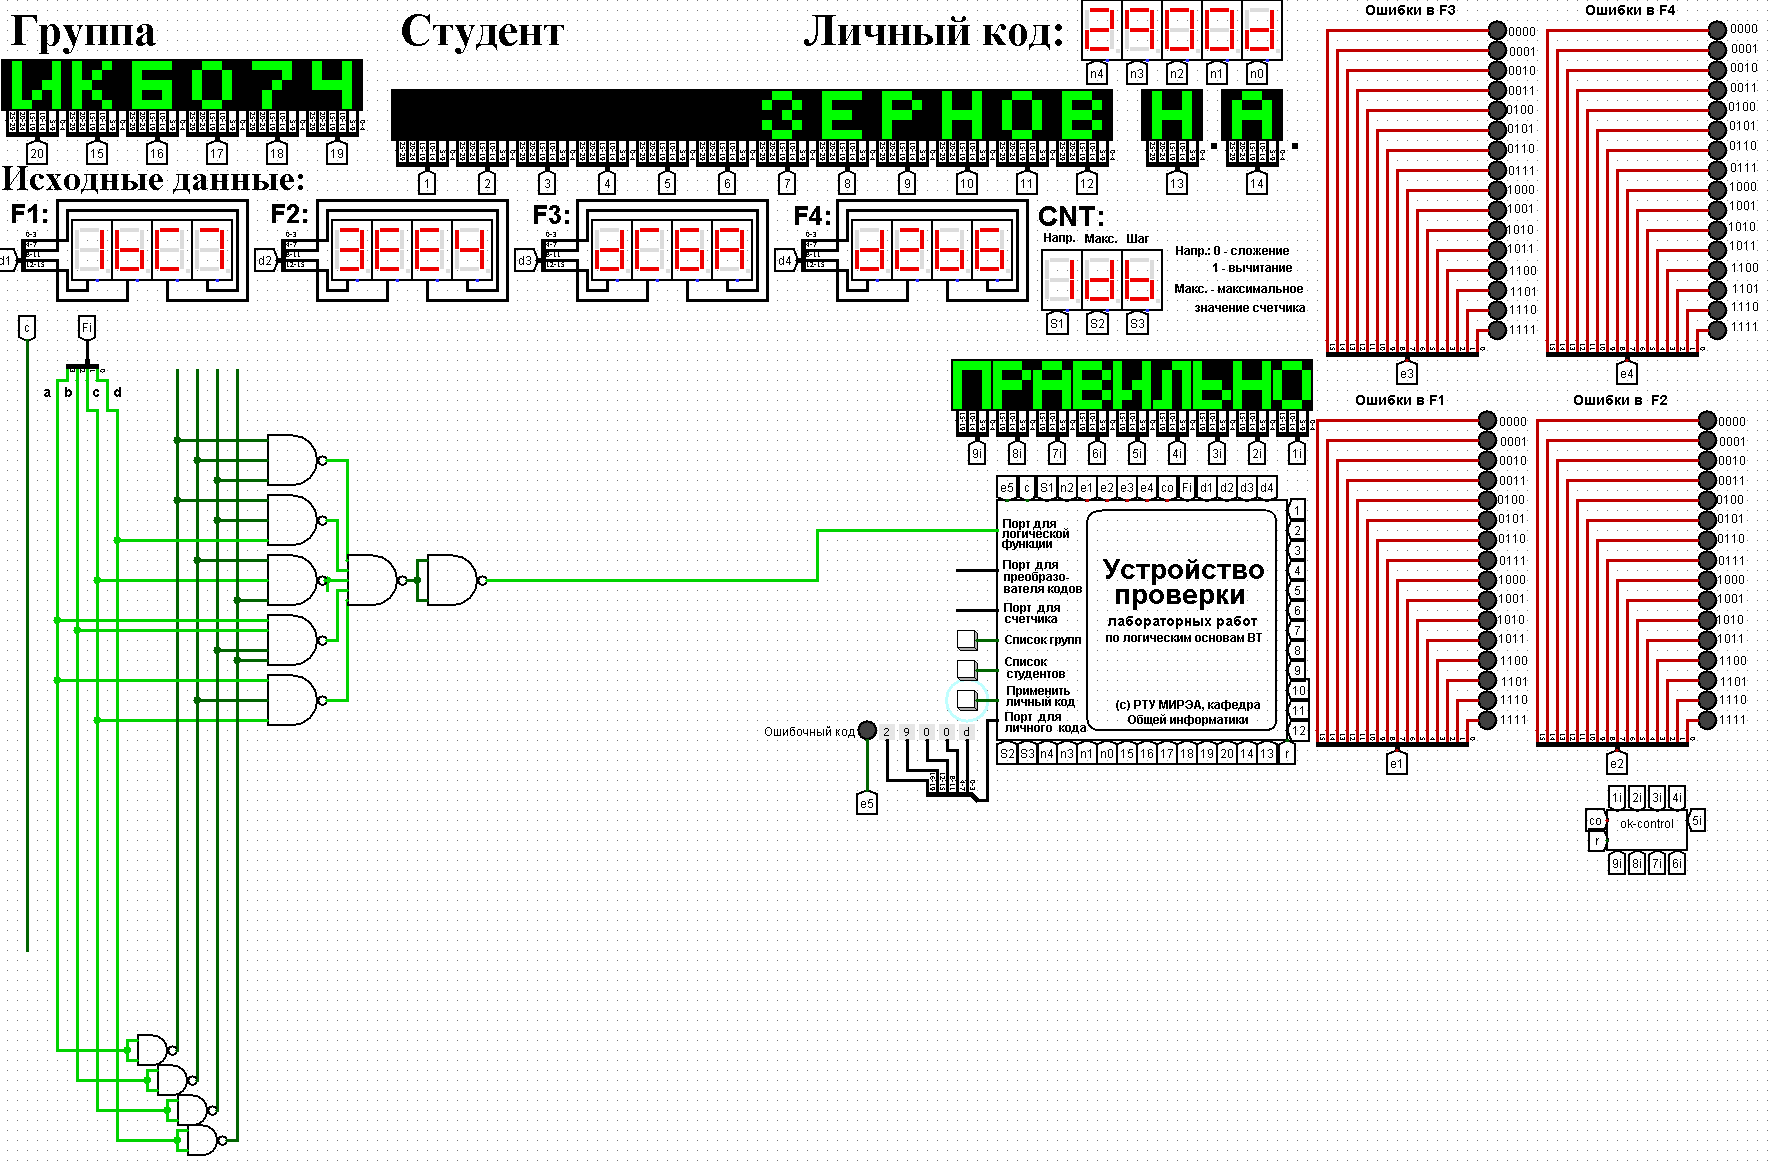 Группа Студент Личный код: 2900d
n4 n3 n2 n1 n0
ИКБО74 ЗЕРНОВ Н. А.
20 15 16 17 18 19
1 2 3 4 5 6 7 8 9 10 11 12 13 14
Исходные данные:
F1: 1bC7 F2: 3EE4 F3: dC6A F4: d2bE CNT:
Напр. Макс. Шаг
1db
0-3
4-7
8-11
12-15
d1 d2 d3 d4
S1 S2 S3
Напр.: 0 - сложение
1 - вычитание
Макс. - максимальное
значение счетчика
c Fi
a b c d
Ошибки в F3
0000
0001
0010
0011
0100
0101
0110
0111
1000
1001
1010
1011
1100
1101
1110
1111
e3
Ошибки в F4
0000
0001
0010
0011
0100
0101
0110
0111
1000
1001
1010
1011
1100
1101
1110
1111
e4
ПРАВИЛЬНО
9i 8i 7i 6i 5i 4i 3i 2i 1i
e5 c S1 n2 e1 e2 e3 e4 co Fi d1 d2 d3 d4
Порт для
логической
функции
Порт для
преобразо-
вателя кодов
Порт для
счетчика
Список групп
Список
студентов
Применить
личный код
Порт для
личного кода
Устройство
проверки
лабораторных работ
по логическим основам ВТ
(c) РТУ МИРЭА, кафедра
Общей информатики
1
2
3
4
5
6
7
8
9
10
11
12
S2 S3 n4 n3 n1 n0 15 16 17 18 19 20 14 13 r
Ошибочный код 2 9 0 0 d
e5
Ошибки в F1
0000
0001
0010
0011
0100
0101
0110
0111
1000
1001
1010
1011
1100
1101
1110
1111
e1
Ошибки в F2
0000
0001
0010
0011
0100
0101
0110
0111
1000
1001
1010
1011
1100
1101
1110
1111
e2
1i 2i 3i 4i
co ok-control 5i
r
9i 8i 7i 6i